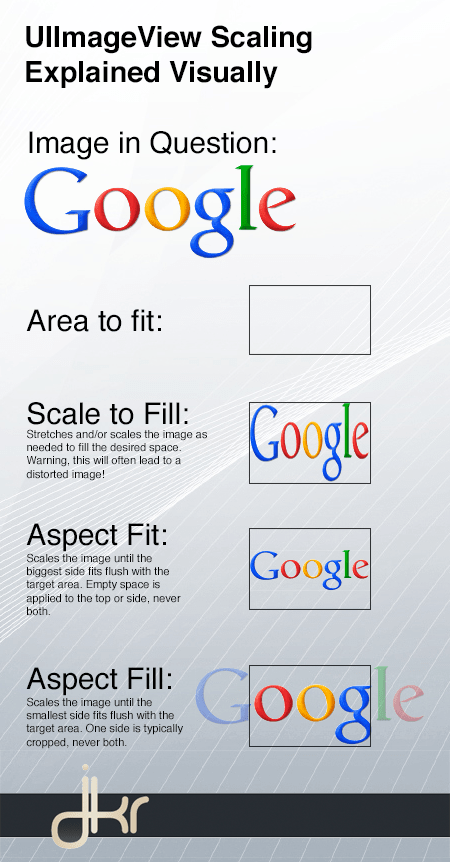 UIImageView Scaling
Explained Visually
Image in Question:
Google
Area to fit:
Scale to Fill:
Stretches and/or scales the image as
needed to fill the desired space.
Warning, this will often lead to a
distorted image!
Google
Aspect Fit:
Scales the image until the
biggest side fits flush with the
target area. Empty space is
applied to the top or side, never
both.
Google
Aspect Fill:
Scales the image until the
smallest side fits flush with the
target area. One side is typically
cropped, never both.
Google
jkr